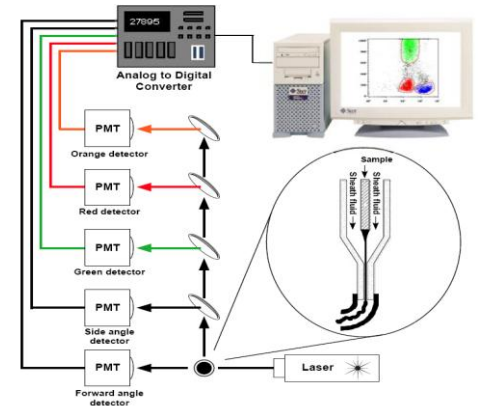 27895
Analog to Digital
Converter
PMT
Orange detector
PMT
Red detector
PMT
Green detector
PMT
Side angle
detector
PMT
Forward angle
detector
Sample
Sheath fluid
Sheath fluid
Laser
Sun